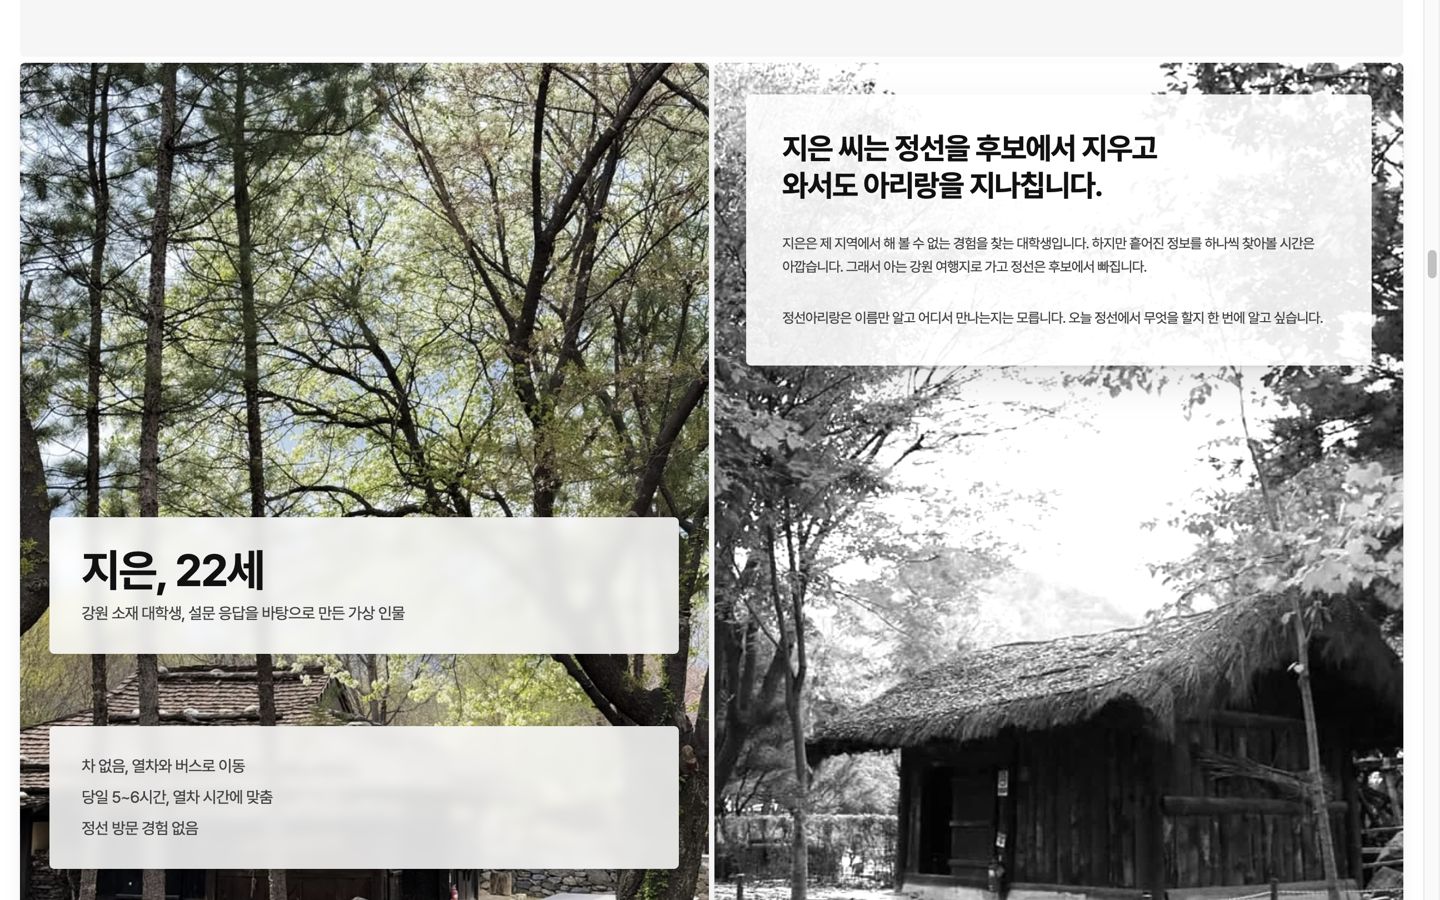 지은, 22세
강원 소재 대학생, 설문 응답을 바탕으로 만든 가상 인물
차 없음, 열차와 버스로 이동
당일 5~6시간, 열차 시간에 맞춤
정선 방문 경험 없음
지은 씨는 정선을 후보에서 지우고
와서도 아리랑을 지나칩니다.
지은은 제 지역에서 해 볼 수 없는 경험을 찾는 대학생입니다. 하지만 흩어진 정보를 하나씩 찾아볼 시간은
아깝습니다. 그래서 아는 강원 여행지로 가고 정선은 후보에서 빠집니다.
정선아리랑은 이름만 알고 어디서 만나는지는 모릅니다. 오늘 정선에서 무엇을 할지 한 번에 알고 싶습니다.